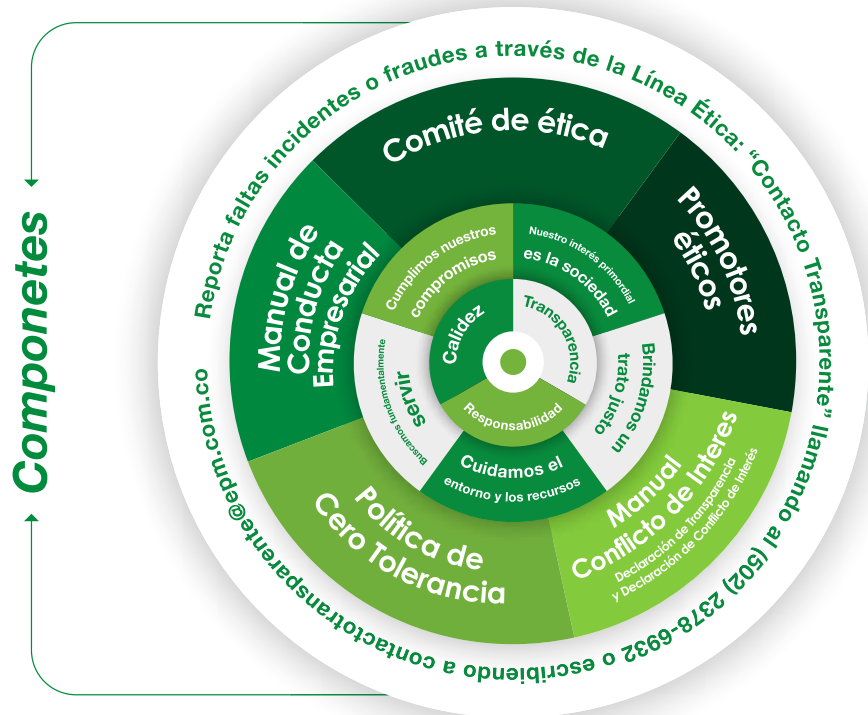 Componetes
Reporta faltas incidentes o fraudes a través de la Línea Ética: “Contacto Transparente” llamando al (502) 2378-6932 o escribiendo a contactotransparente@epm.com.co
Comité de ética
Promotores
éticos
Manual
Conflicto de Interes
Declaración de Transparencia
y Declaración de Conflicto de Interés
Política de
Cero Tolerancia
Manual de
Conducta
Empresarial
Cumplimos nuestros
compromisos
Nuestro interés primordial
es la sociedad
Brindamos un
trato justo
Cuidamos el
entorno y los recursos
Buscamos fundamentalmente
servir
Calidez
Transparencia
Responsabilidad